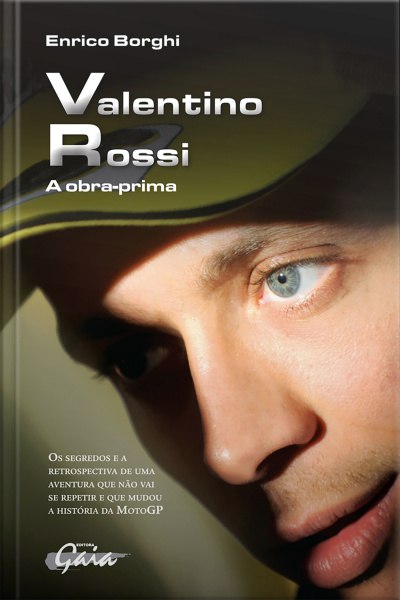 Enrico Borghi
Valentino
Rossi
A obra-prima
Os segredos e a
retrospectiva de uma
aventura que não vai
se repetir e que mudou
a história da MotoGP
EDITORA
Gaia